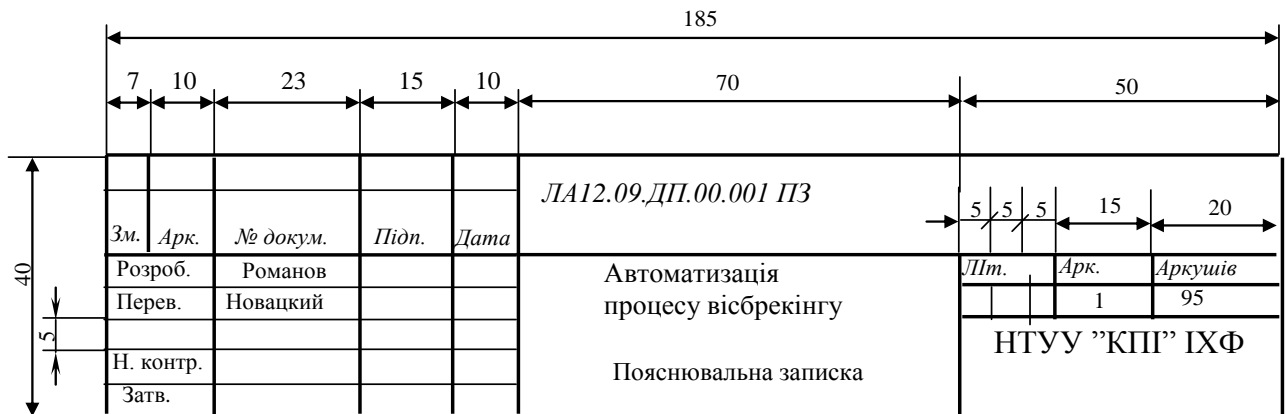 185
7 10 23 15 10 70 50
ЛА12.09.ДП.00.001 ПЗ
5 5 5 15 20
Зм. Арк. № докум. Підп. Дата
40
Розроб. Романов
Перев. Новацкий
5
Н. контр.
Затв.
Автоматизація
процесу вісбрекінгу
Пояснювальна записка
ЛІт. Арк. Аркушів
1 95
НТУУ ”КПІ” ІХФ